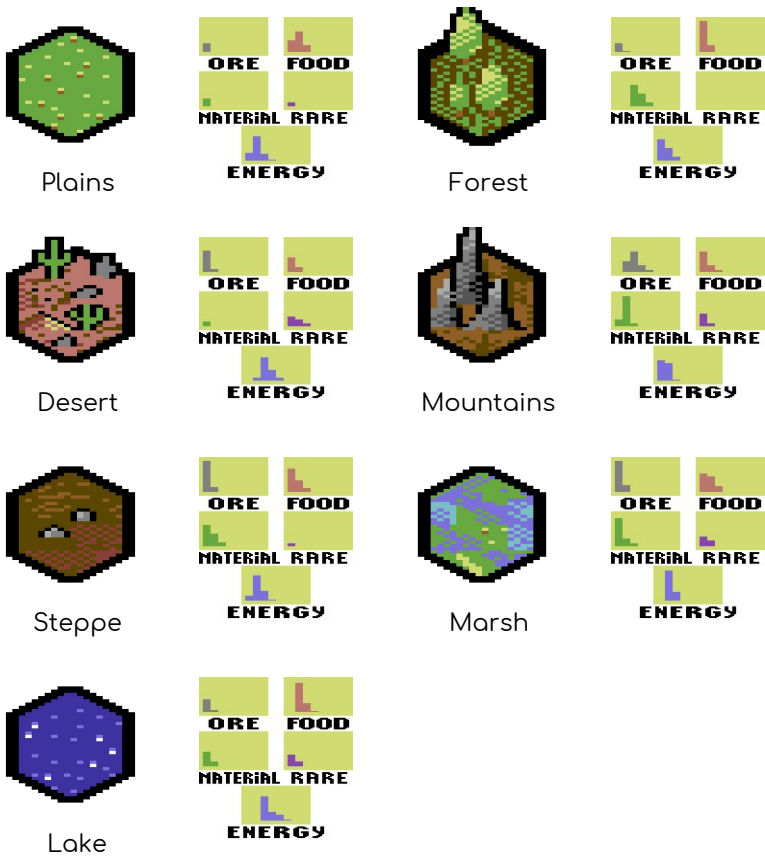 ORE FOOD
MATERiAL RARE
ENERGY
Plains
ORE FOOD
MATERiAL RARE
ENERGY
Forest
ORE FOOD
MATERiAL RARE
ENERGY
Desert
ORE FOOD
MATERiAL RARE
ENERGY
Mountains
ORE FOOD
MATERiAL RARE
ENERGY
Steppe
ORE FOOD
MATERiAL RARE
ENERGY
Marsh
ORE FOOD
MATERiAL RARE
ENERGY
Lake